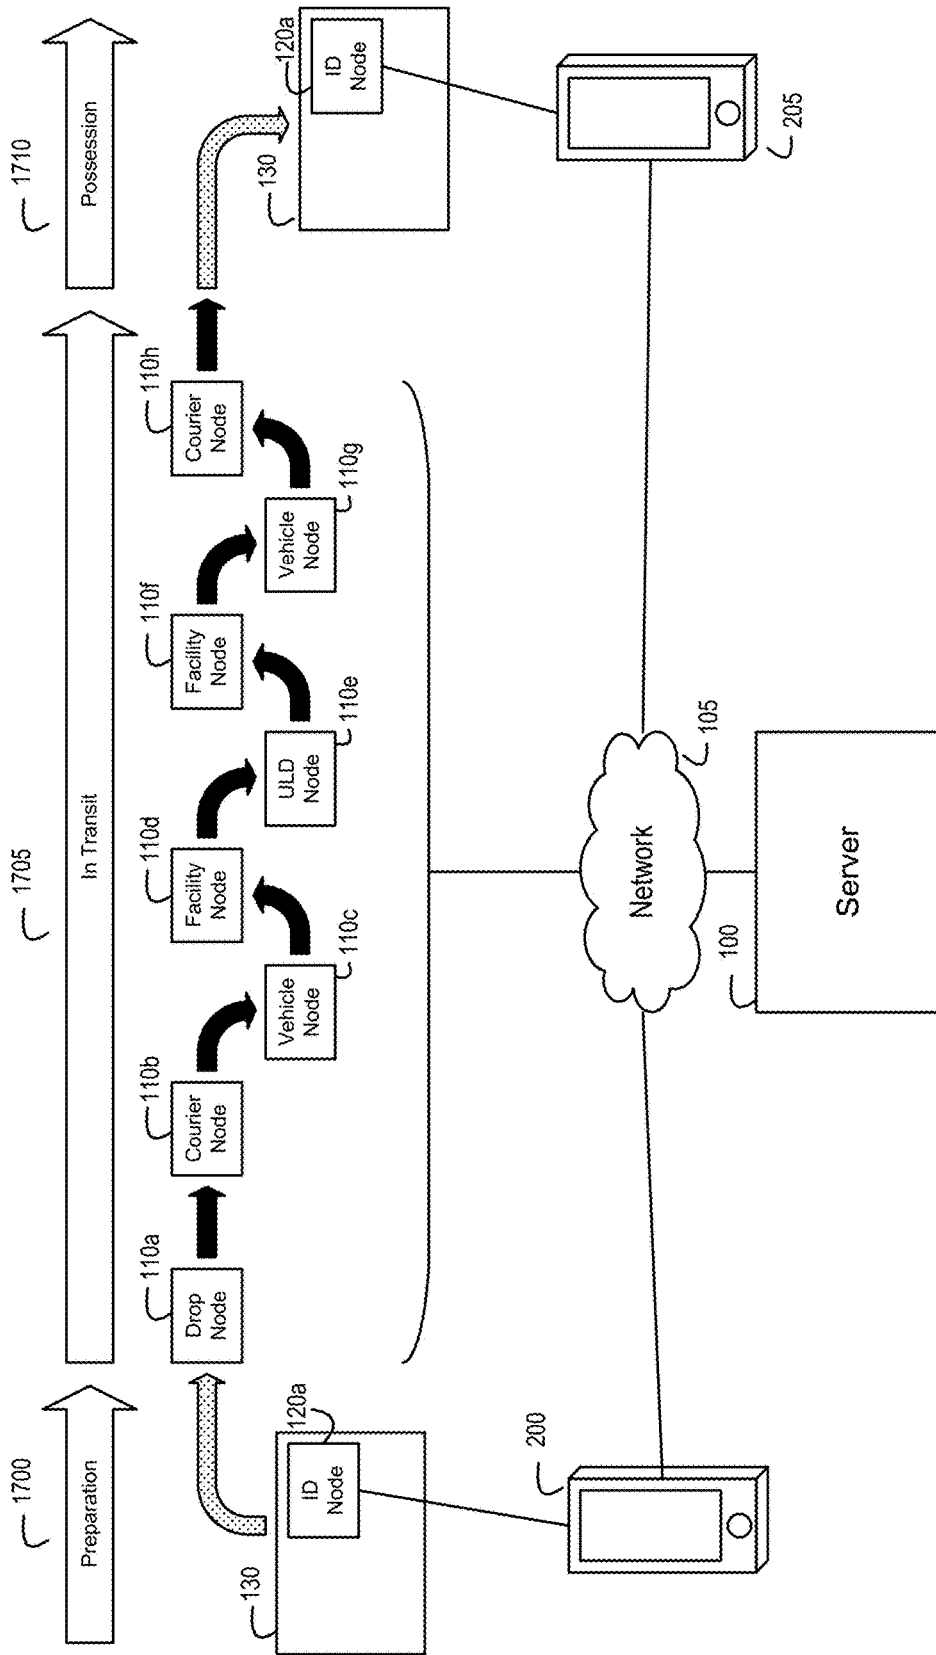 1700
1705
1710
Preparation
In Transit
Possession
110a
110b
110d
110f
110h
Drop
Node
Courier
Node
Facility
Node
Facility
Node
Courier
Node
Vehicle
Node
110c
ULD
Node
110e
Vehicle
Node
110g
130
120a
ID
Node
130
120a
ID
Node
200
205
Network
105
100
Server